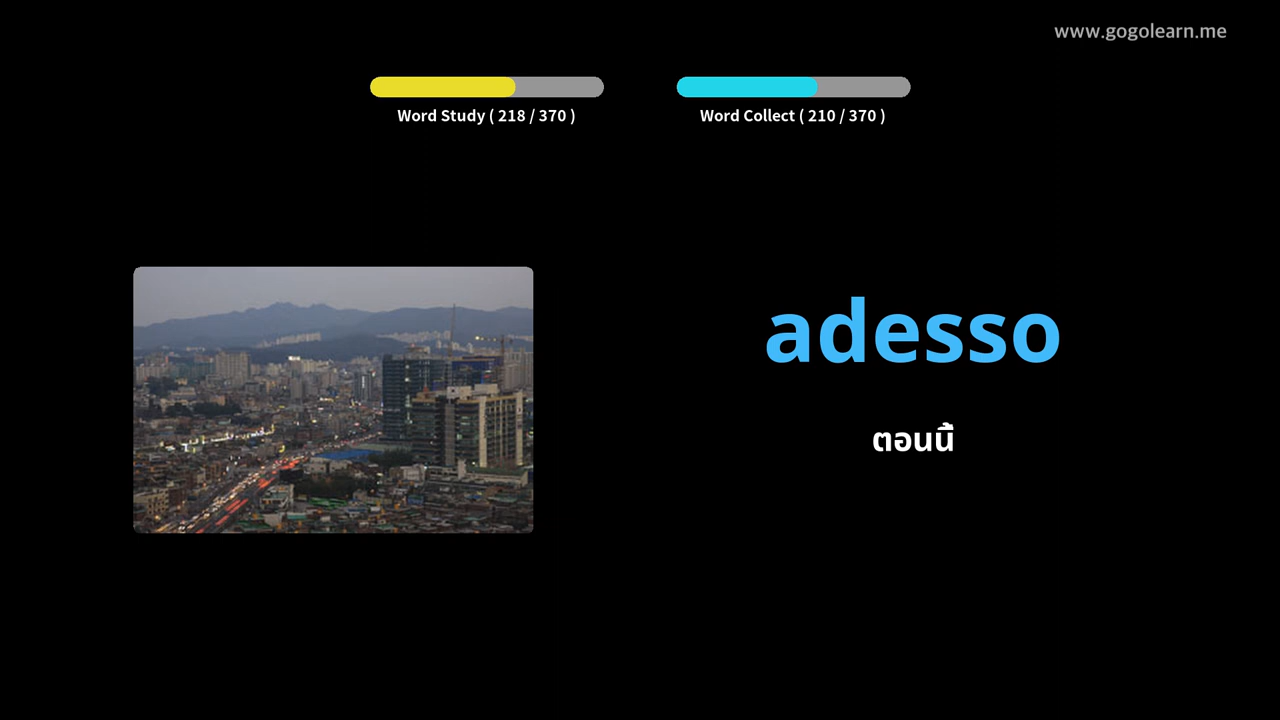 www.gogolearn.me
Word Study ( 218 / 370 )
Word Collect ( 210 / 370 )
adesso
ตอนนี้